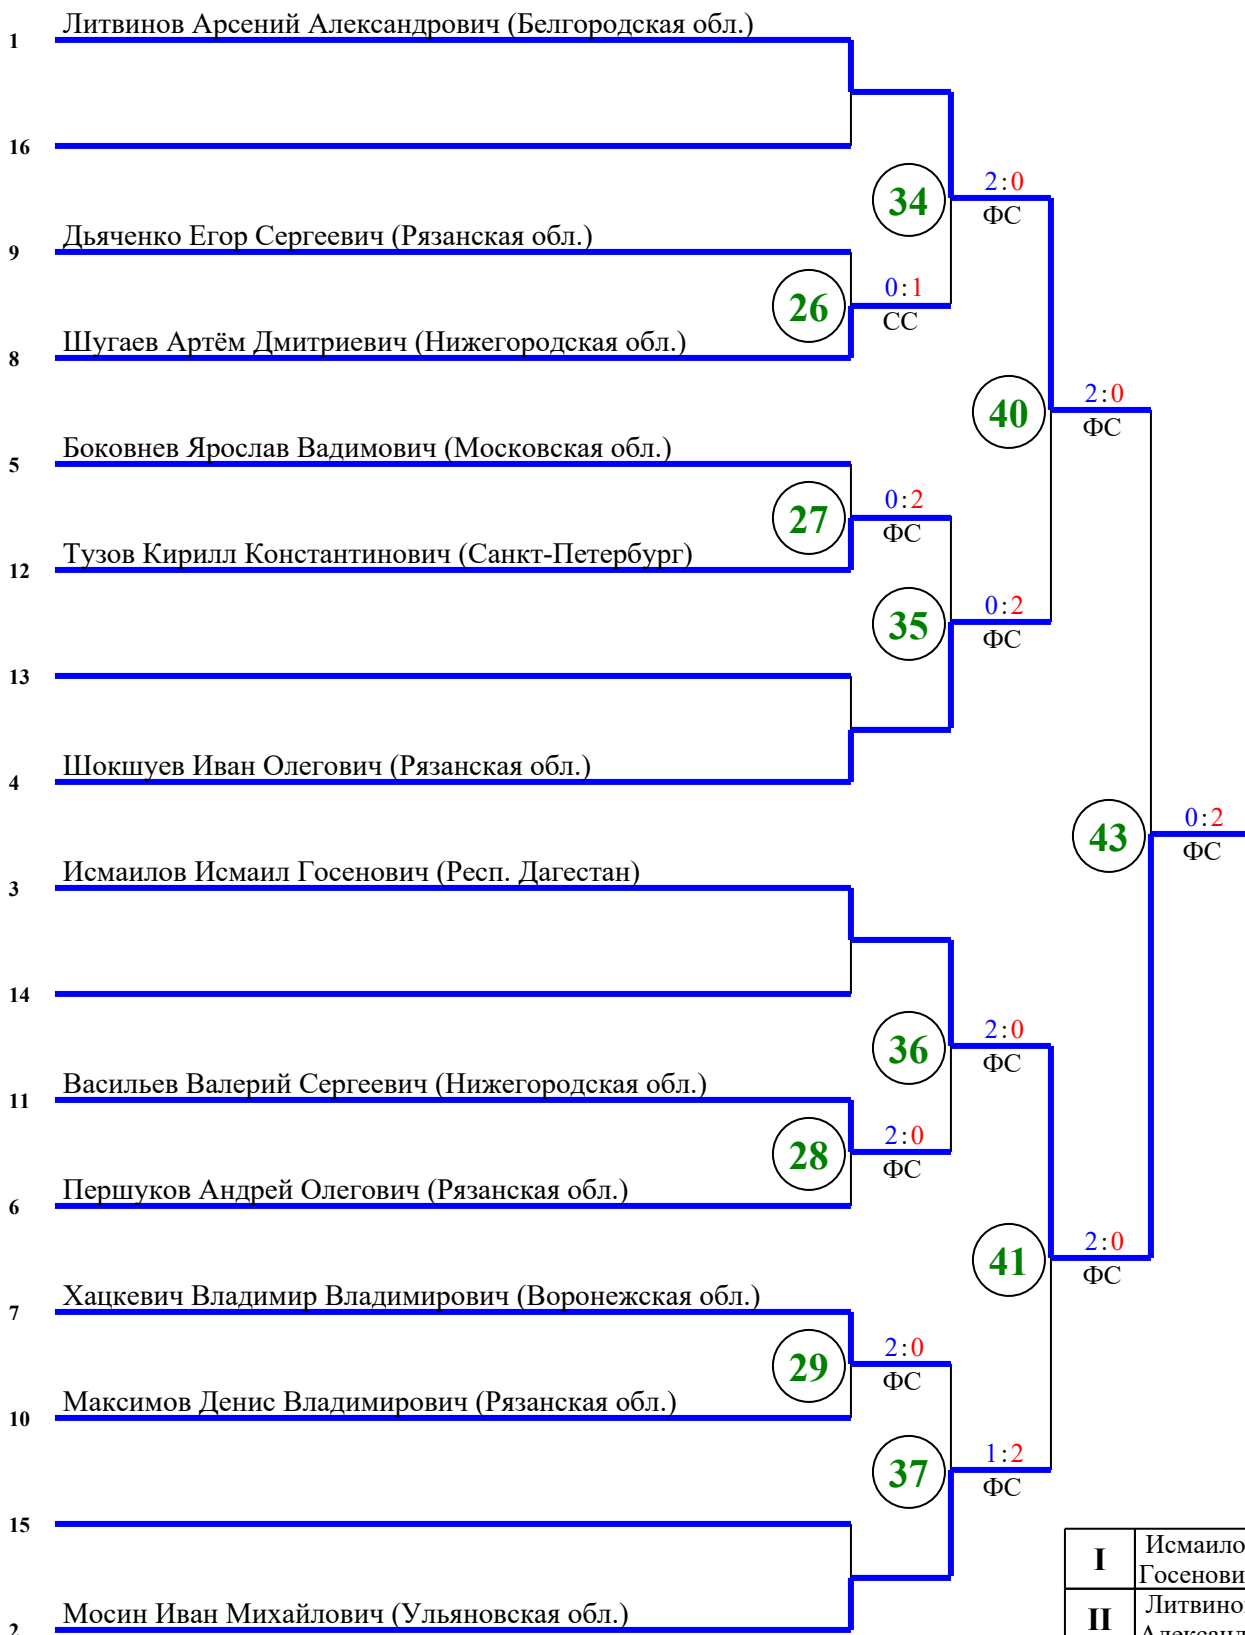 Литвинов Арсений Александрович (Белгородская обл.)
1
16
34
2:0
ФС
Дьяченко Егор Сергеевич (Рязанская обл.)
9
26
0:1
СС
Шугаев Артём Дмитриевич (Нижегородская обл.)
8
40
2:0
ФС
Боковнев Ярослав Вадимович (Московская обл.)
5
27
0:2
ФС
Тузов Кирилл Константинович (Санкт-Петербург)
12
35
0:2
ФС
13
Шокшуев Иван Олегович (Рязанская обл.)
4
43
0:2
ФС
Исмаилов Исмаил Госенович (Респ. Дагестан)
3
14
36
2:0
ФС
Васильев Валерий Сергеевич (Нижегородская обл.)
11
28
2:0
ФС
Першуков Андрей Олегович (Рязанская обл.)
6
41
2:0
ФС
Хацкевич Владимир Владимирович (Воронежская обл.)
7
29
2:0
ФС
Максимов Денис Владимирович (Рязанская обл.)
10
37
1:2
ФС
15
I
Исмаило
Госенови
Мосин Иван Михайлович (Ульяновская обл.)
2
II
Литвино
Александ